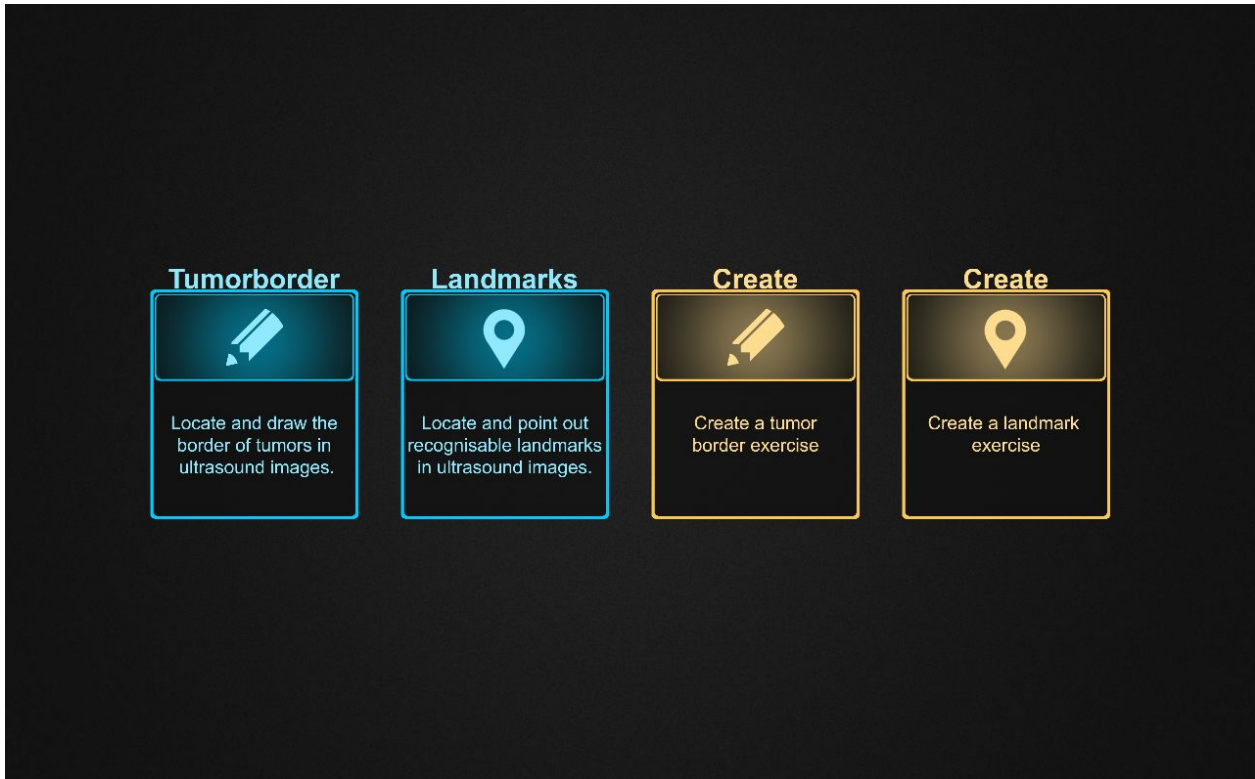 Tumorborder
Locate and draw the
border of tumors in
ultrasound images.
Landmarks
Locate and point out
recognisable landmarks
in ultrasound images.
Create
Create a tumor
border exercise
Create
Create a landmark
exercise